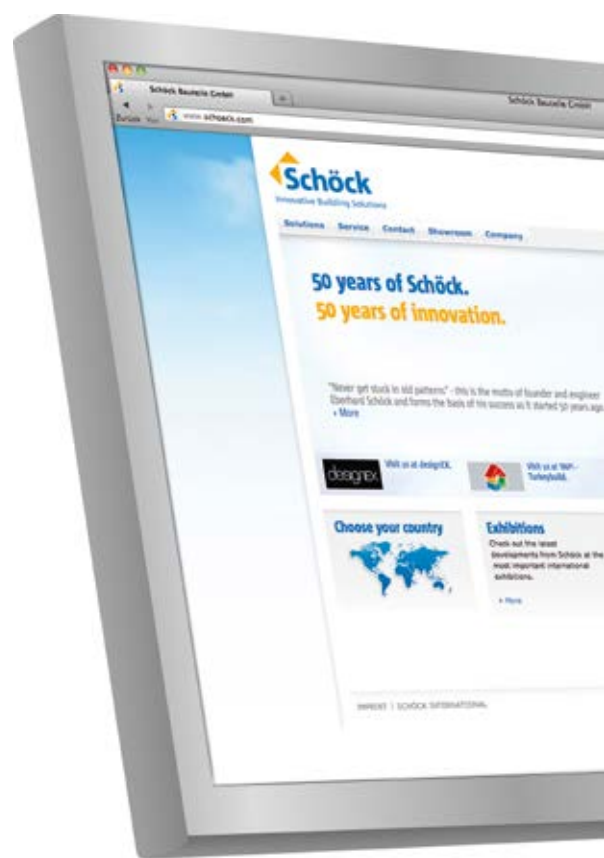 Schöck Bauteile GmbH
Schöck Bauteile GmbH
Zurück Vor www.schoeck.com
Schöck
Innovative Building Solutions
Solutions Service Contact Showroom Company
50 years of Schöck.
50 years of innovation.
"Never get stuck in old patterns" - this is the motto of founder and engineer
Eberhard Schöck and forms the basis of his success as it started 50 years ago.
More
designEX
Visit us at designEX.
Visit us at YAPI -
Turkeybuild.
Choose your country
Exhibitions
Check out the latest
developments from Schöck at the
most important international
exhibitions.
More
IMPRINT | SCHÖCK INTERNATIONAL